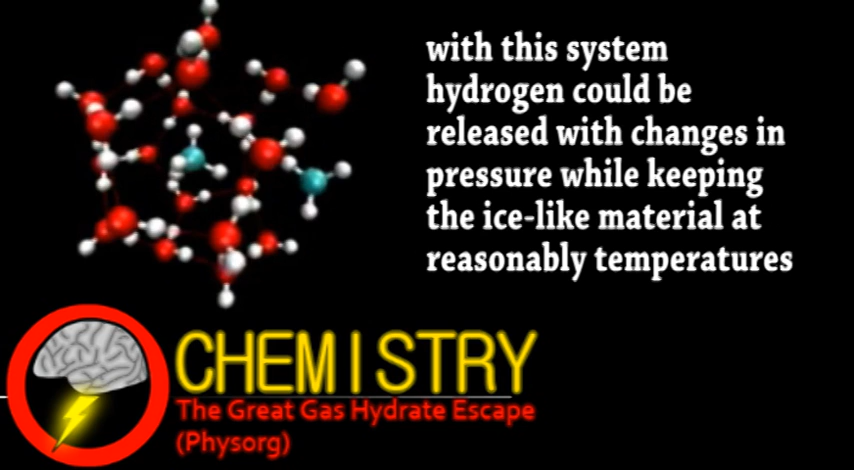 with this system
hydrogen could be
released with changes in
pressure while keeping
the ice-like material at
reasonably temperatures
CHEMISTRY
The Great Gas Hydrate Escape
(Physorg)